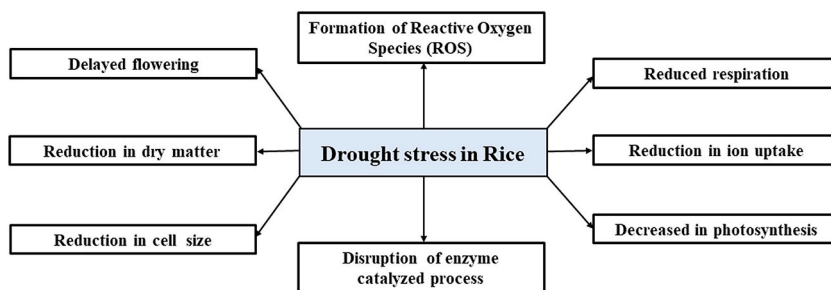 Formation of Reactive Oxygen
Species (ROS)
Delayed flowering
Reduced respiration
Reduction in dry matter
Drought stress in Rice
Reduction in ion uptake
Reduction in cell size
Decreased in photosynthesis
Disruption of enzyme
catalyzed process